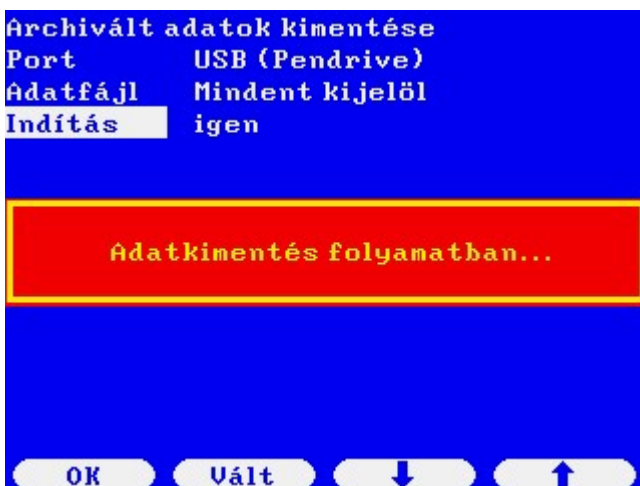 Archivált adatok kimentése
Port USB (Pendrive)
Adatfájl Mindent kijelöl
Indítás igen
Adatkimentés folyamatban...
OK Vált ↓ ↑